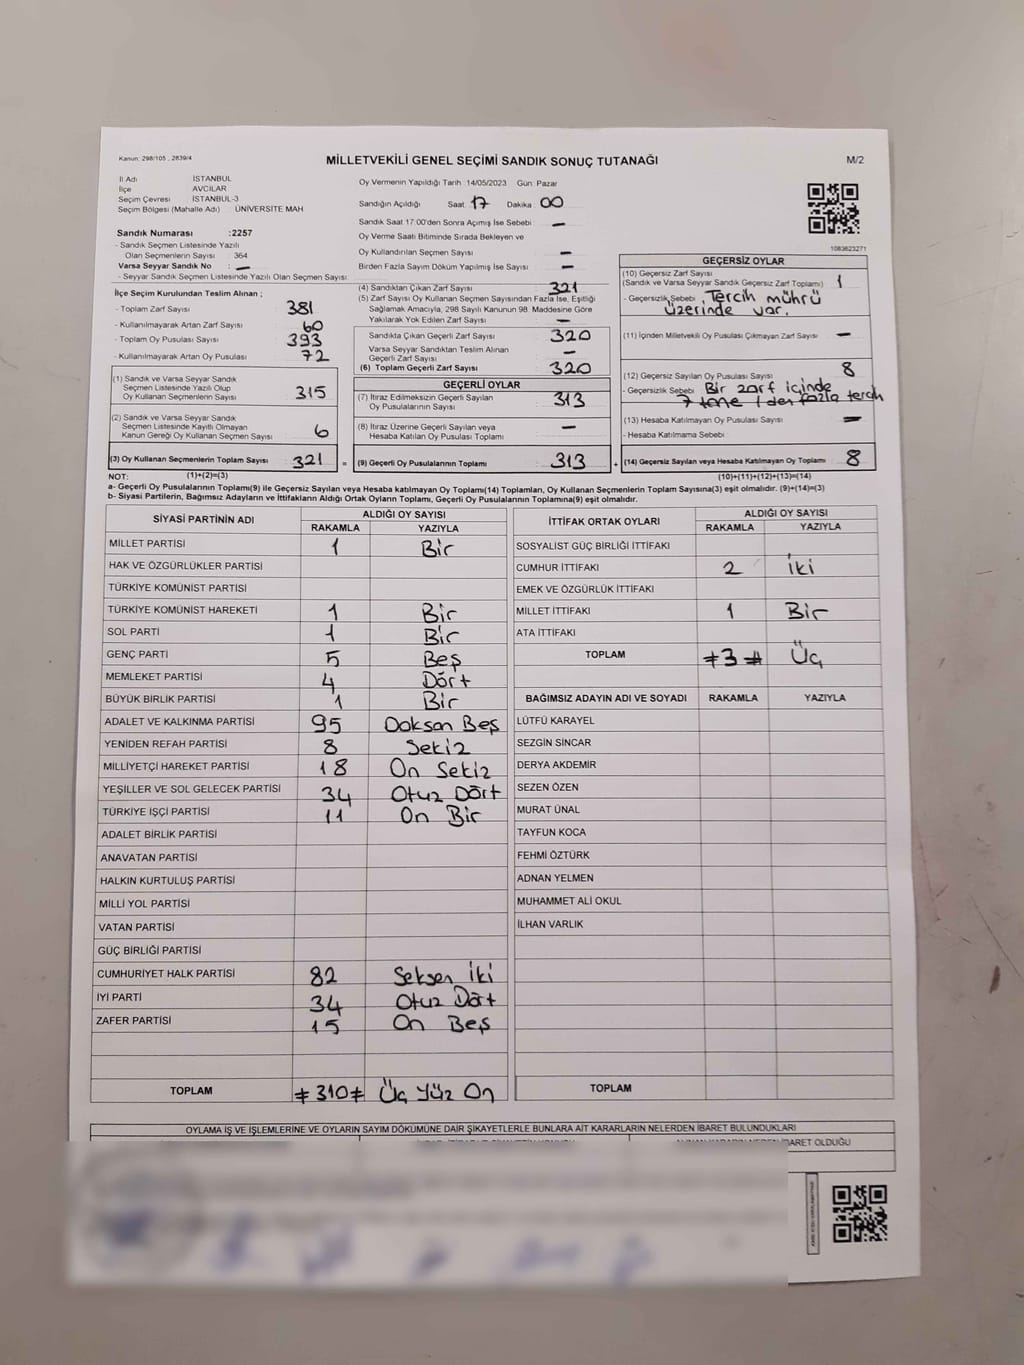 Kanun: 298/105 , 2839/4
MİLLETVEKİLİ GENEL SEÇİMİ SANDIK SONUÇ TUTANAĞI
M/2
İl Adı İSTANBUL
İlçe AVCILAR
Seçim Çevresi İSTANBUL-3
Seçim Bölgesi (Mahalle Adı) : ÜNİVERSİTE MAH
Sandık Numarası :2257
- Sandık Seçmen Listesinde Yazılı
Olan Seçmenlerin Sayısı : 364
Varsa Seyyar Sandık No : —
- Seyyar Sandık Seçmen Listesinde Yazılı Olan Seçmen Sayısı:
Oy Vermenin Yapıldığı Tarih :14/05/2023 Gün: Pazar
Sandığın Açıldığı Saat: 17 Dakika: 00
Sandık Saat 17:00'den Sonra Açımış İse Sebebi : —
Oy Verme Saati Bitiminde Sırada Bekleyen ve
Oy Kullandırılan Seçmen Sayısı : —
Birden Fazla Sayım Döküm Yapılmış İse Sayısı : —
1083623271
İlçe Seçim Kurulundan Teslim Alınan ;
- Toplam Zarf Sayısı : 381
- Kullanılmayarak Artan Zarf Sayısı : 60
- Toplam Oy Pusulası : 393
- Kullanılmayarak Artan Oy Pusulası : 72
(1) Sandık ve Varsa Seyyar Sandık
Seçmen Listesinde Yazılı Olup
Oy Kullanan Seçmenlerin Sayısı : 315
(2) Sandık ve Varsa Seyyar Sandık
Seçmen Listesinde Kayıtlı Olmayan
Kanun Gereği Oy Kullanan Seçmen Sayısı : 6
(3) Oy Kullanan Seçmenlerin Toplam Sayısı : 321
(4) Sandıktan Çıkan Zarf Sayısı : 321
(5) Zarf Sayısı Oy Kullanan Seçmen Sayısından Fazla İse, Eşitliği
Sağlamak Amacıyla, 298 Sayılı Kanunun 98. Maddesine Göre
Yakılarak Yok Edilen Zarf Sayısı : —
Sandıkta Çıkan Geçerli Zarf Sayısı : 320
Varsa Seyyar Sandıktan Teslim Alınan
Geçerli Zarf Sayısı : —
(6) Toplam Geçerli Zarf Sayısı : 320
GEÇERLİ OYLAR
(7) İtiraz Edilmeksizin Geçerli Sayılan
Oy Pusulalarının Sayısı : 313
(8) İtiraz Üzerine Geçerli Sayılan veya
Hesaba Katılan Oy Pusulası Toplamı : —
= (9) Geçerli Oy Pusulalarının Toplamı : 313
GEÇERSİZ OYLAR
(10) Geçersiz Zarf Sayısı
(Sandık ve Varsa Seyyar Sandık Geçersiz Zarf Toplamı) : 1
- Geçersizlik Sebebi : Tercih mührü
üzerinde var.
(11) İçinden Milletvekili Oy Pusulası Çıkmayan Zarf Sayısı : —
(12) Geçersiz Sayılan Oy Pusulası Sayısı : 8
- Geçersizlik Sebebi : Bir zarf içinde
7 tane 1 den fazla tercih
(13) Hesaba Katılmayan Oy Pusulası Sayısı : —
- Hesaba Katılmama Sebebi :
+ (14) Geçersiz Sayılan veya Hesaba Katılmayan Oy Toplamı : 8
NOT: (1)+(2)=(3)
(10)+(11)+(12)+(13)=(14)
a- Geçerli Oy Pusulalarının Toplamı(9) ile Geçersiz Sayılan veya Hesaba katılmayan Oy Toplamı(14) Toplamları, Oy Kullanan Seçmenlerin Toplam Sayısına(3) eşit olmalıdır. (9)+(14)=(3)
b- Siyasi Partilerin, Bağımsız Adayların ve İttifakların Aldığı Ortak Oyların Toplamı, Geçerli Oy Pusulalarının Toplamına(9) eşit olmalıdır.
SİYASİ PARTİNİN ADI ALDIĞI OY SAYISI
RAKAMLA YAZIYLA
MİLLET PARTİSİ 1 Bir
HAK VE ÖZGÜRLÜKLER PARTİSİ
TÜRKİYE KOMÜNİST PARTİSİ
TÜRKİYE KOMÜNİST HAREKETİ 1 Bir
SOL PARTİ 1 Bir
GENÇ PARTİ 5 Beş
MEMLEKET PARTİSİ 4 Dört
BÜYÜK BİRLİK PARTİSİ 1 Bir
ADALET VE KALKINMA PARTİSİ 95 Doksan Beş
YENİDEN REFAH PARTİSİ 8 Sekiz
MİLLİYETÇİ HAREKET PARTİSİ 18 On Sekiz
YEŞİLLER VE SOL GELECEK PARTİSİ 34 Otuz Dört
TÜRKİYE İŞÇİ PARTİSİ 11 On Bir
ADALET BİRLİK PARTİSİ
ANAVATAN PARTİSİ
HALKIN KURTULUŞ PARTİSİ
MİLLİ YOL PARTİSİ
VATAN PARTİSİ
GÜÇ BİRLİĞİ PARTİSİ
CUMHURİYET HALK PARTİSİ 82 Seksen İki
İYİ PARTİ 34 Otuz Dört
ZAFER PARTİSİ 15 On Beş
TOPLAM #310# Üç Yüz On
İTTİFAK ORTAK OYLARI ALDIĞI OY SAYISI
RAKAMLA YAZIYLA
SOSYALİST GÜÇ BİRLİĞİ İTTİFAKI
CUMHUR İTTİFAKI 2 İki
EMEK VE ÖZGÜRLÜK İTTİFAKI
MİLLET İTTİFAKI 1 Bir
ATA İTTİFAKI
TOPLAM #3# Üç
BAĞIMSIZ ADAYIN ADI VE SOYADI RAKAMLA YAZIYLA
LÜTFÜ KARAYEL
SEZGİN SİNCAR
DERYA AKDEMİR
SEZEN ÖZEN
MURAT ÜNAL
TAYFUN KOCA
FEHMİ ÖZTÜRK
ADNAN YELMEN
MUHAMMET ALİ OKUL
İLHAN VARLIK
TOPLAM
OYLAMA İŞ VE İŞLEMLERİNE VE OYLARIN SAYIM DÖKÜMÜNE DAİR ŞİKAYETLERLE BUNLARA AİT KARARLARIN NELERDEN İBARET BULUNDUKLARI
OLDUĞU